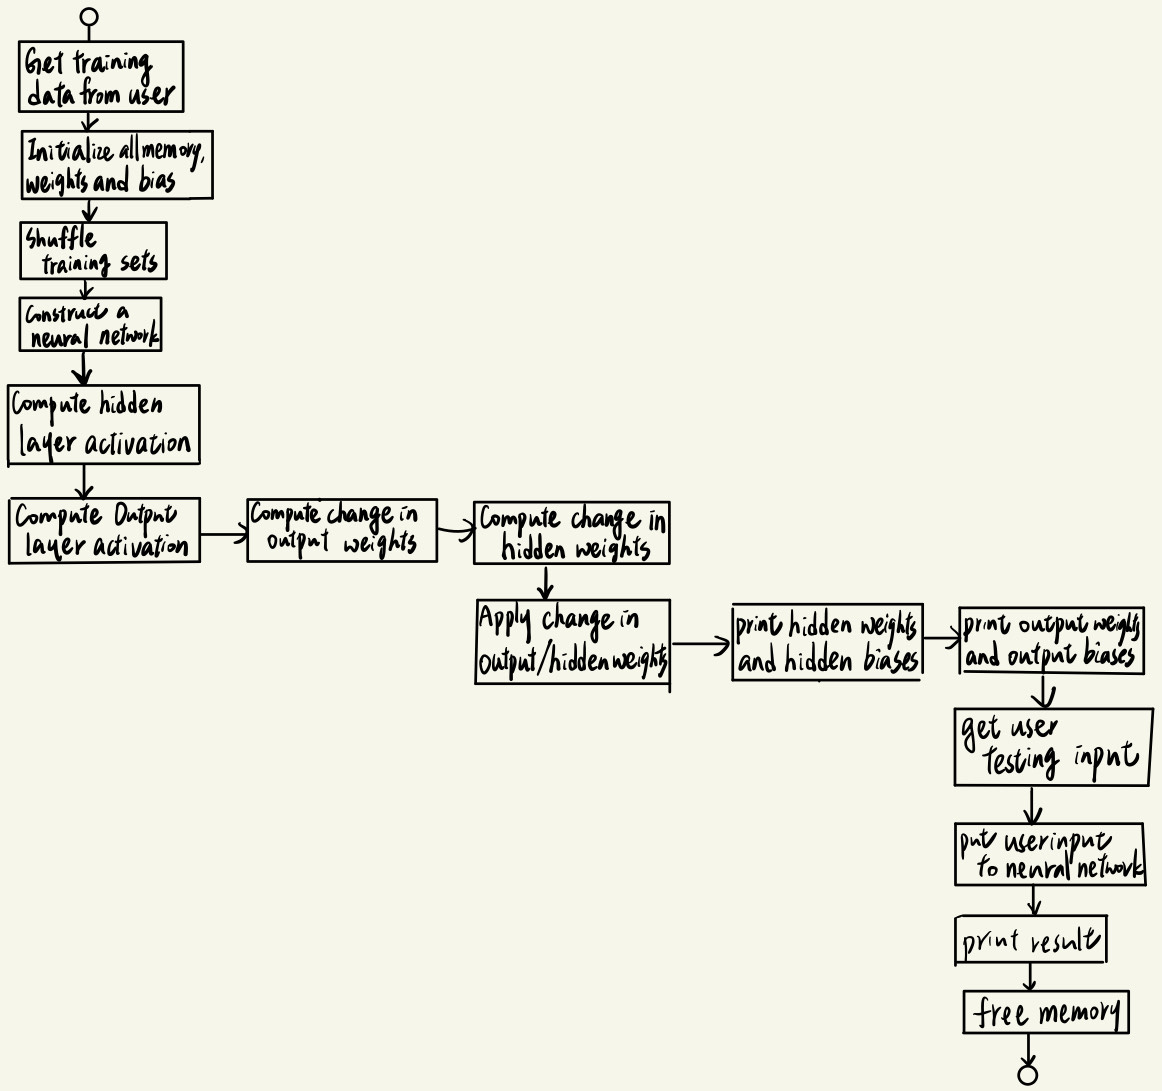 Get training
data from user
Initialize all memory,
weights and bias
Shuffle
training sets
Construct a
neural network
Compute hidden
layer activation
Compute Output
layer activation
Compute change in
output weights
Compute change in
hidden weights
Apply change in
output/hidden weights
print hidden weights
and hidden biases
print output weights
and output biases
get user
testing input
put user input
to neural network
print result
free memory